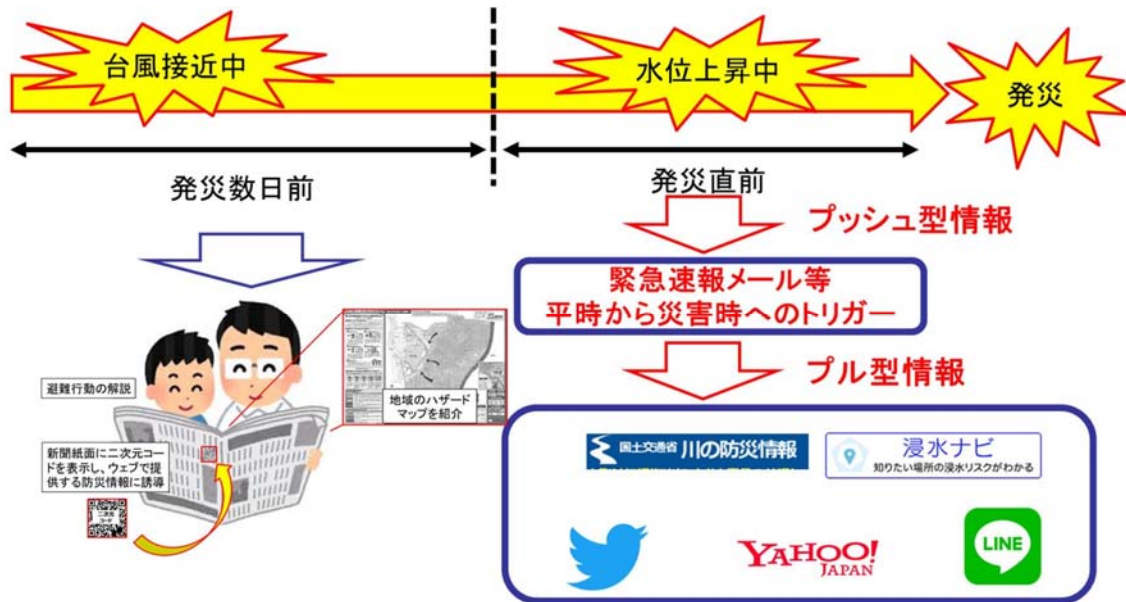 台風接近中
水位上昇中
発災
発災数日前
発災直前
プッシュ型情報
緊急速報メール等
平時から災害時へのトリガー
プル型情報
避難行動の解説
地域のハザード
マップを紹介
新聞紙面に二次元コー
ドを表示し、ウェブで提
供する防災情報に誘導
二次元
コード
国土交通省 川の防災情報
浸水ナビ
知りたい場所の浸水リスクがわかる
YAHOO!
JAPAN
LINE